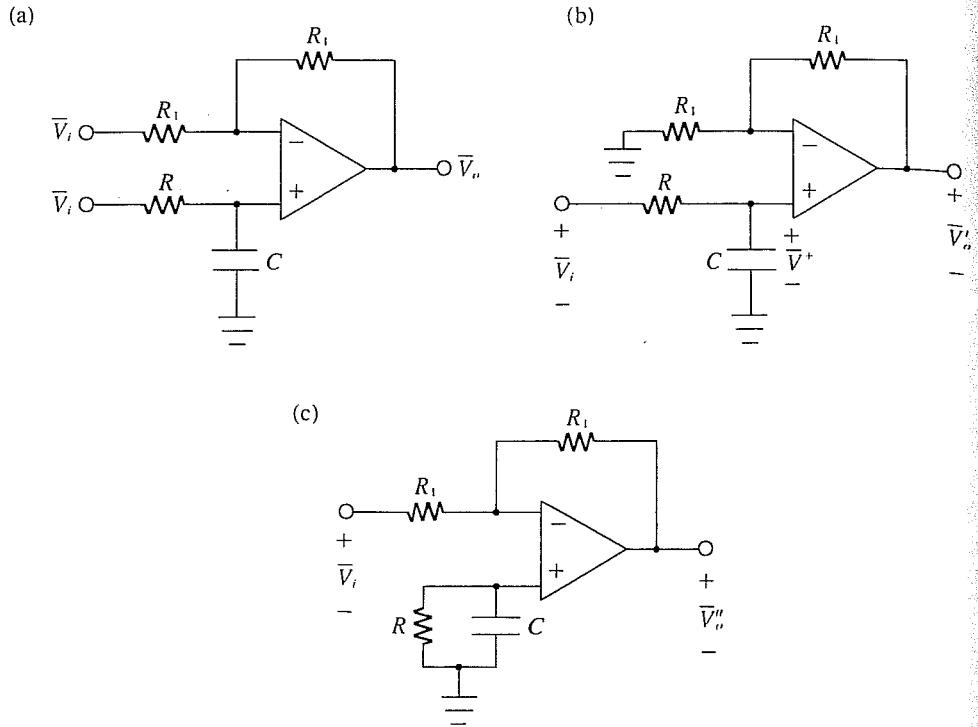 (a)
R₁
V̅ᵢ
R₁
−
V̅ₒ
V̅ᵢ
R
+
C
(b)
R₁
R₁
−
R
+
+
V̅ᵢ
−
C
+
V̅⁺
−
+
V̅ₒ′
−
(c)
R₁
R₁
−
+
V̅ᵢ
−
+
R
C
+
V̅ₒ″
−